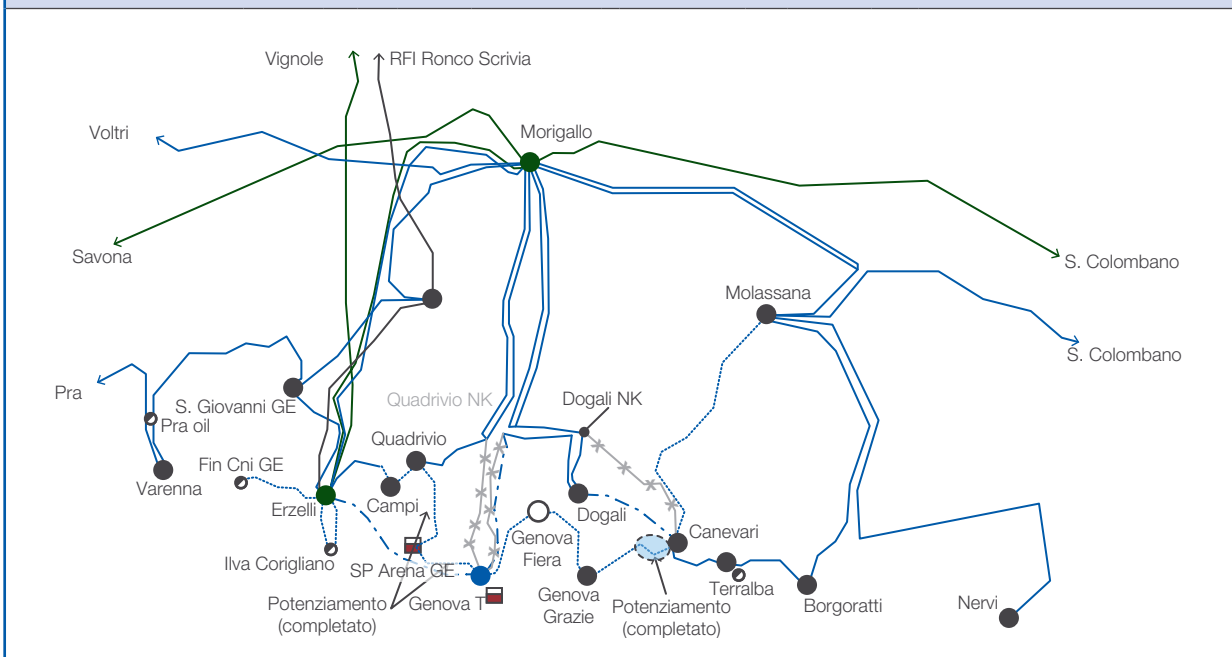 Vignole
RFI Ronco Scrivia
Voltri
Morigallo
Savona
S. Colombano
Molassana
S. Colombano
Pra
S. Giovanni GE
Pra oil
Quadrivio NK
Dogali NK
Quadrivio
Fin Cni GE
Varenna
Erzelli
Campi
Dogali
Canevari
Genova
Fiera
Ilva Corigliano
SP Arena GE
Terralba
Potenziamento
(completato)
Genova T
Genova
Grazie
Potenziamento
(completato)
Borgoratti
Nervi